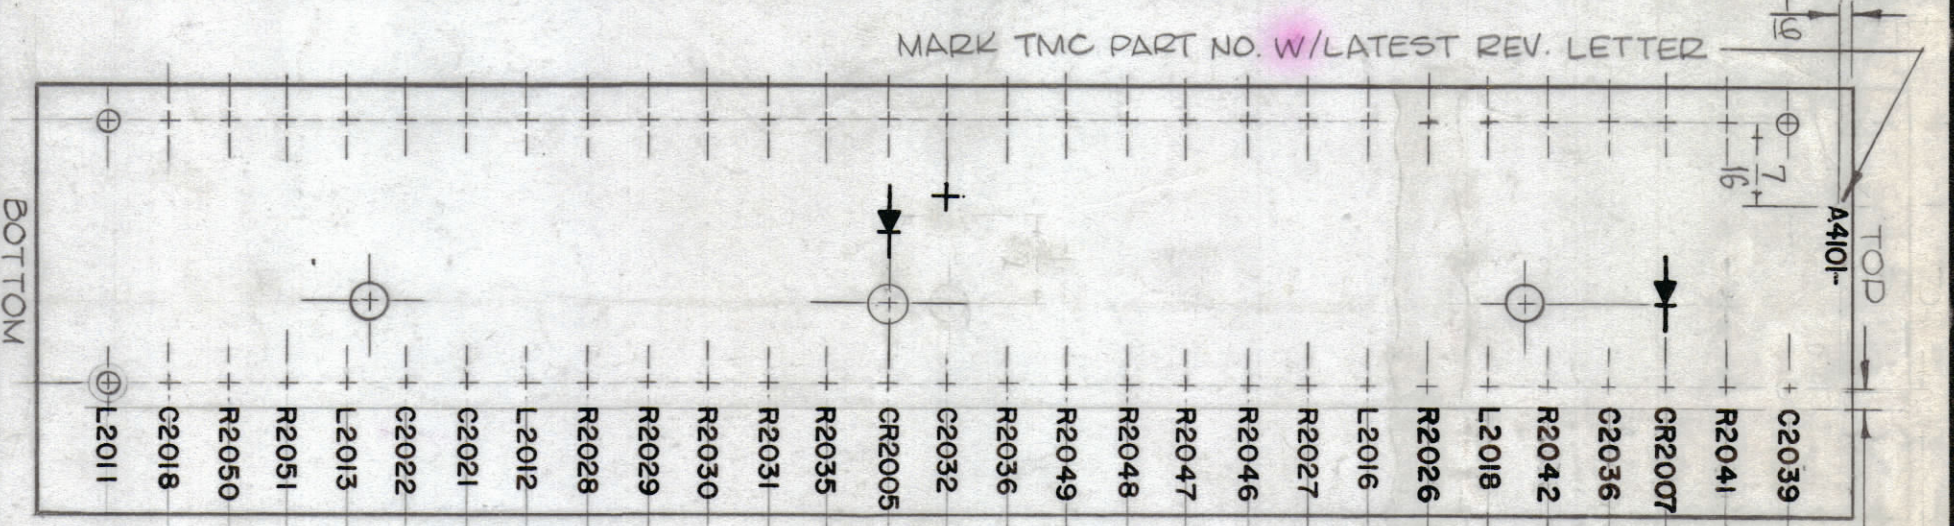 MARK TMC PART NO. W/LATEST REV. LETTER
16
7
16
A4101-
TOP
BOTTOM
L2011
C2018
R2050
R2051
L2013
C2022
C2021
L2012
R2028
R2029
R2030
R2031
R2035
CR2005
C2032
R2036
R2049
R2048
R2047
R2046
R2027
L2016
R2026
L2018
R2042
C2036
CR2007
R2041
C2039